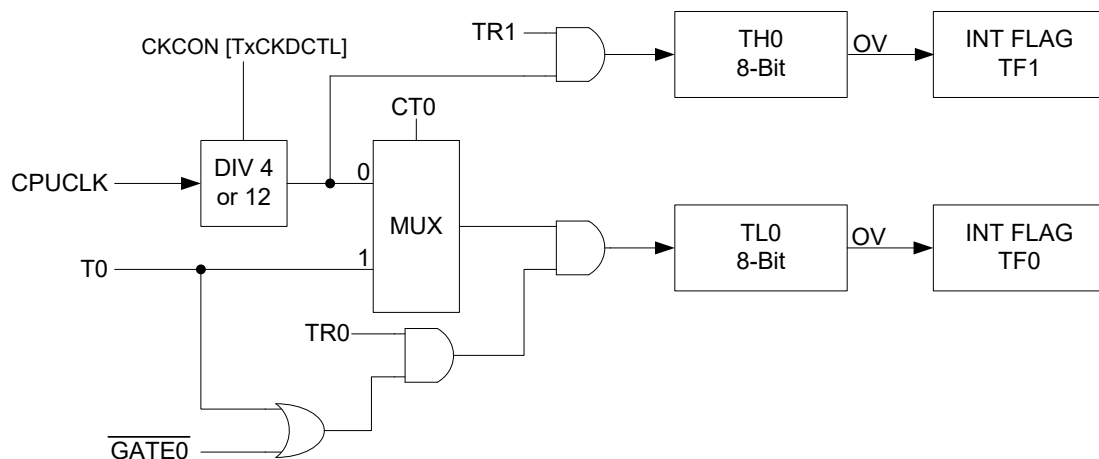 CKCON [TxCKDCTL]
TR1
TH0
8-Bit
OV
INT FLAG
TF1
CT0
CPUCLK
DIV 4
or 12
0
MUX
1
T0
TL0
8-Bit
OV
INT FLAG
TF0
TR0
GATE0